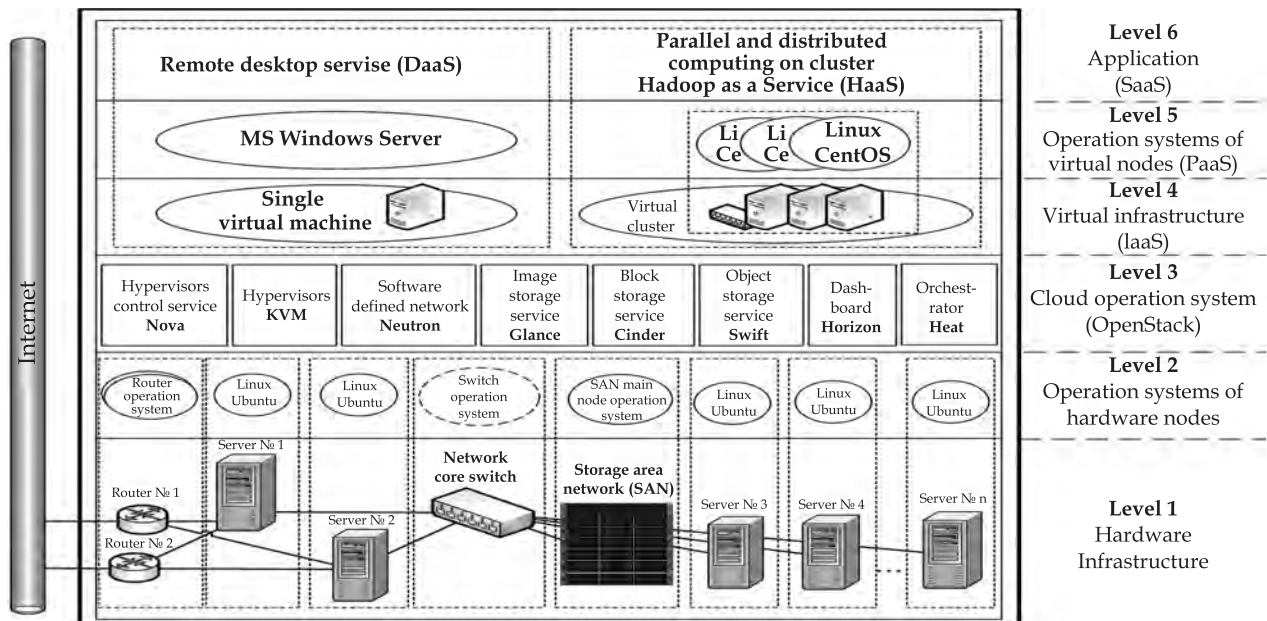 Internet
Remote desktop servise (DaaS)
Parallel and distributed
computing on cluster
Hadoop as a Service (HaaS)
Level 6
Application
(SaaS)
MS Windows Server
Li
Ce
Li
Ce
Linux
CentOS
Level 5
Operation systems of
virtual nodes (PaaS)
Single
virtual machine
Virtual
cluster
Level 4
Virtual infrastructure
(IaaS)
Hypervisors
control service
Nova
Hypervisors
KVM
Software
defined network
Neutron
Image
storage
service
Glance
Block
storage
service
Cinder
Object
storage
service
Swift
Dash-
board
Horizon
Orchest-
rator
Heat
Level 3
Cloud operation system
(OpenStack)
Router
operation
system
Linux
Ubuntu
Linux
Ubuntu
Switch
operation
system
SAN main
node operation
system
Linux
Ubuntu
Linux
Ubuntu
Linux
Ubuntu
Level 2
Operation systems of
hardware nodes
Router № 1
Router № 2
Server № 1
Server № 2
Network
core switch
Storage area
network (SAN)
Server № 3
Server № 4
Server № n
Level 1
Hardware
Infrastructure